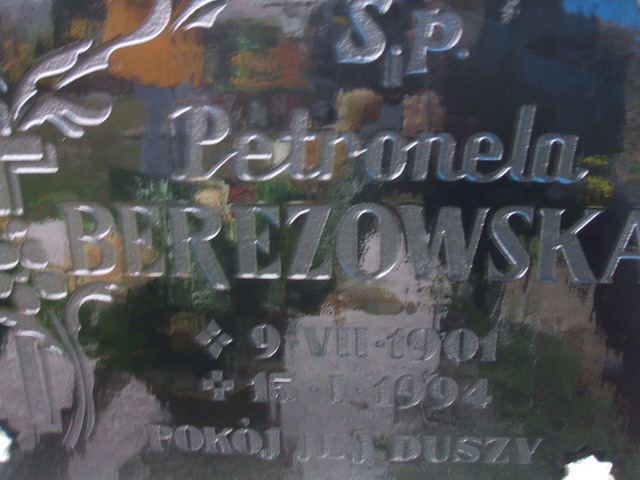 Ś.P.
Petronela
BEREZOWSKA
9·VII·1901
15·I·1994
POKÓJ JEJ DUSZY